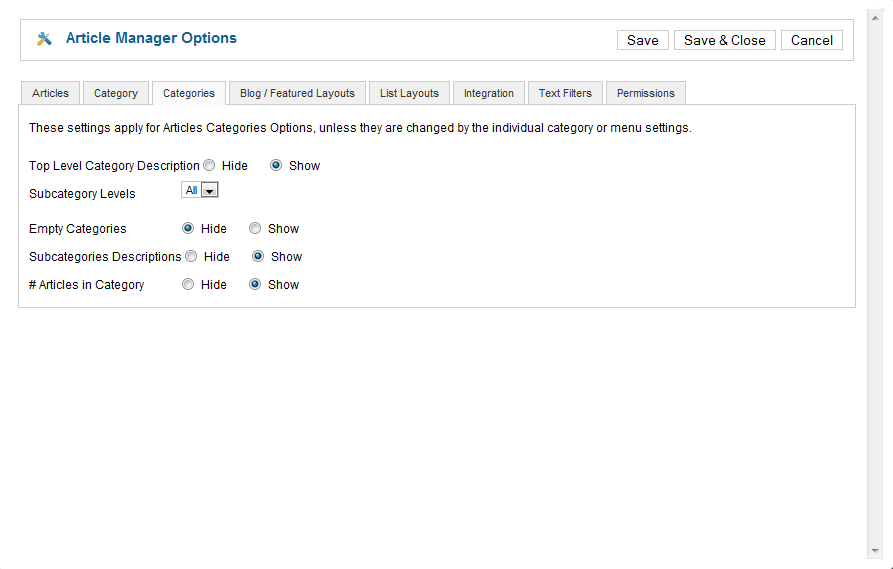 Article Manager Options
Save Save & Close Cancel
Articles Category Categories Blog / Featured Layouts List Layouts Integration Text Filters Permissions
These settings apply for Articles Categories Options, unless they are changed by the individual category or menu settings.
Top Level Category Description Hide Show
Subcategory Levels All
Empty Categories Hide Show
Subcategories Descriptions Hide Show
# Articles in Category Hide Show